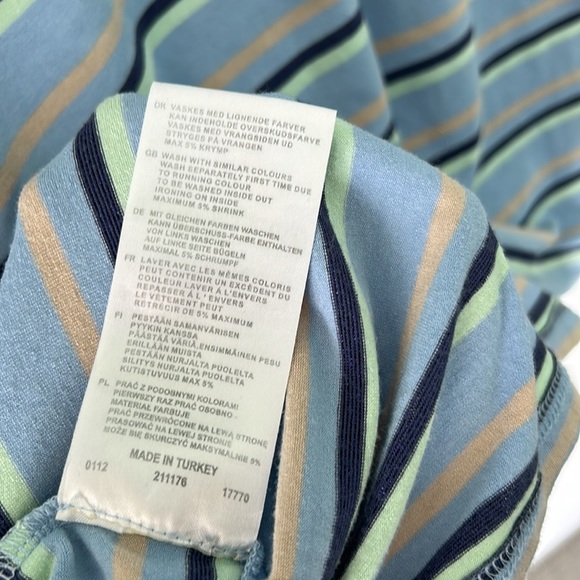 DK VASKES MED LIGHENDE FARVER
KAN INDEHOLDE OVERSKUDSFARVE
VASKES MED VRANGSIDEN UD
STRYGES PÅ VRANGEN
MAX 5% KRYMP
GB WASH WITH SIMILAR COLOURS
WASH SEPARATELY FIRST TIME DUE
TO RUNNING COLOUR
TO BE WASHED INSIDE OUT
IRONING ON INSIDE
MAXIMUM 5% SHRINK
DE MIT GLEICHEN FARBEN WASCHEN
KANN ÜBERSCHUSS-FARBE ENTHALTEN
VON LINKS WASCHEN
AUF LINKE SEITE BÜGELN
MAXIMAL 5% SCHRUMPF
FR LAVER AVEC LES MÊMES COLORIS
PEUT CONTENIR UN EXCÉDENT DU
COULEUR LAVER À L' ENVERS
REPASSER À L' ENVERS
LE VÉTEMENT PEUT
RETRÉCIR DE 5% MAXIMUM
FI PESTÄÄN SAMANVÄRISEN
PYYKIN KANSSA
PÄÄSTÄÄ VÄRIÄ ENSIMMÄINEN PESU
ERIKLÄÄN MUISTA
PESTÄÄN NURJALTA PUOLELTA
SILITYS NURJALTA PUOLELTA
KUTISTUVUUS MAX 5%
PL PRAĆ Z PODOBNYMI KOLORAMI
PIERWSZY RAZ PRAĆ OSOBNO -
MATERIAŁ FARBUJE
PRAĆ PRZEWRÓCONE NA LEWĄ STRONĘ
PRASOWAĆ NA LEWEJ STRONIE
MOŻE SIĘ SKURCZYĆ MAKSYMALNIE 5%
MADE IN TURKEY
0112 211176 17770